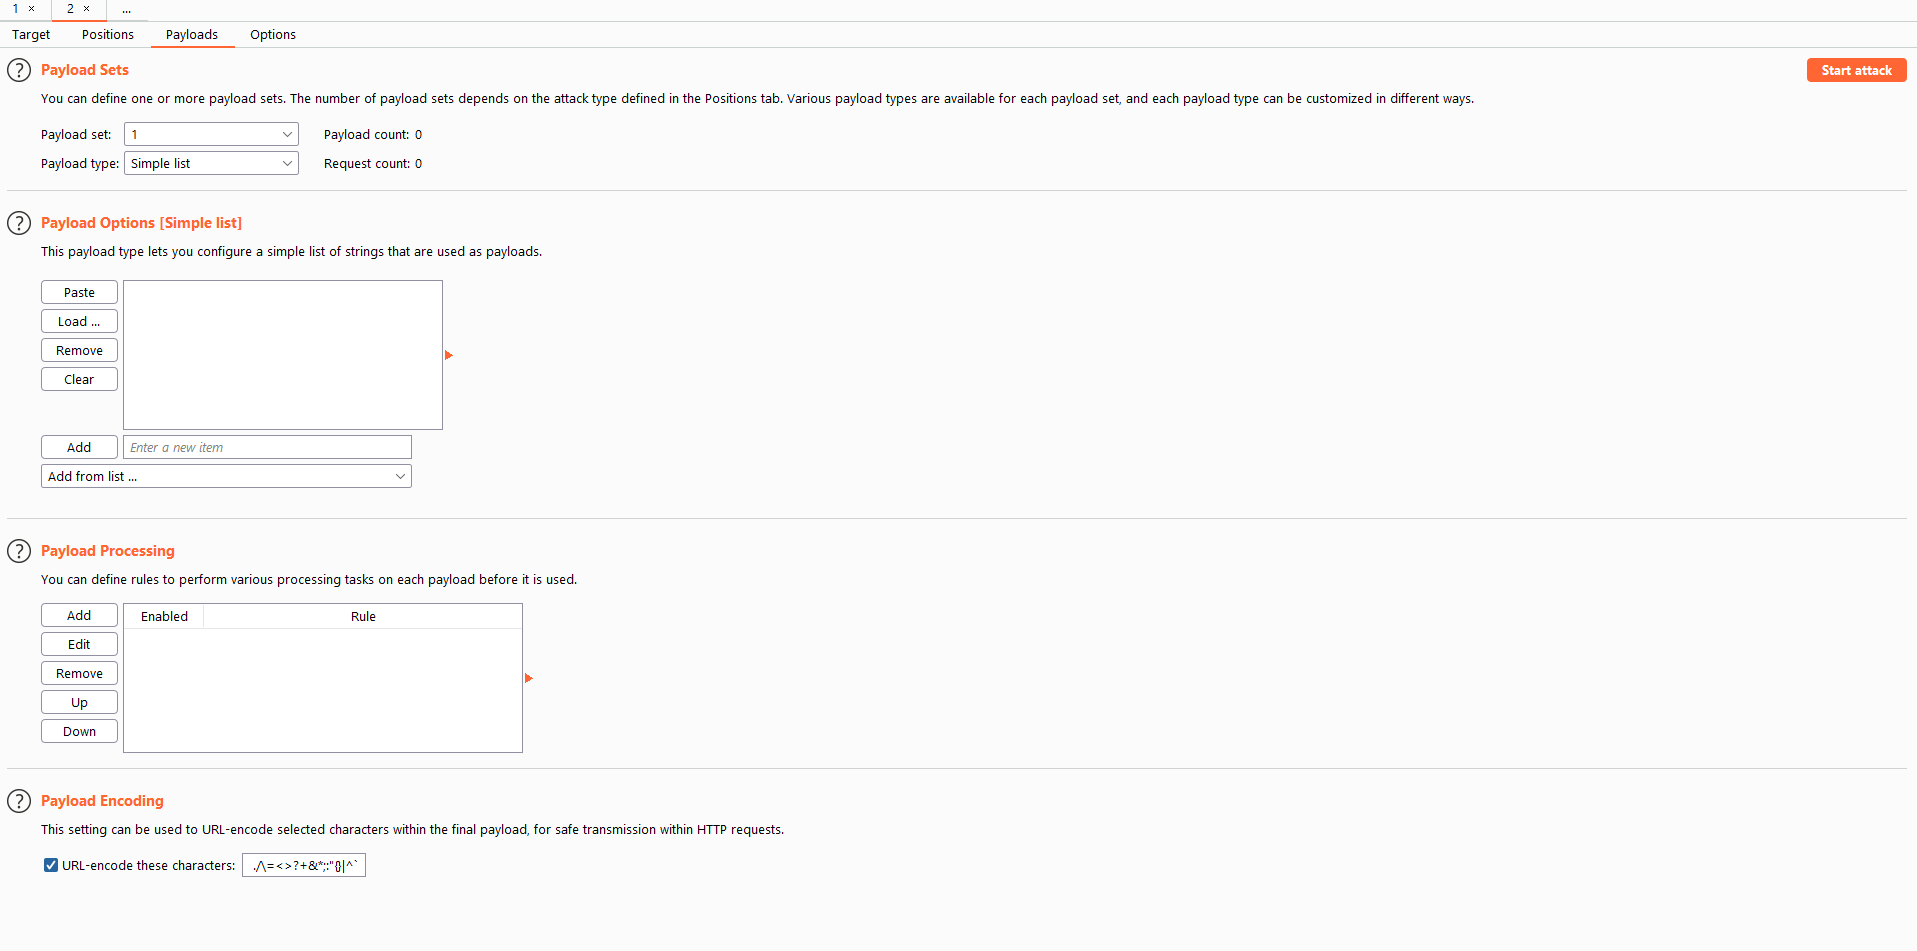 1 × 2 × ...
Target Positions Payloads Options
? Payload Sets Start attack
You can define one or more payload sets. The number of payload sets depends on the attack type defined in the Positions tab. Various payload types are available for each payload set, and each payload type can be customized in different ways.
Payload set: 1 Payload count: 0
Payload type: Simple list Request count: 0
? Payload Options [Simple list]
This payload type lets you configure a simple list of strings that are used as payloads.
Paste
Load ...
Remove
Clear
Add Enter a new item
Add from list ...
? Payload Processing
You can define rules to perform various processing tasks on each payload before it is used.
Add Enabled Rule
Edit
Remove
Up
Down
? Payload Encoding
This setting can be used to URL-encode selected characters within the final payload, for safe transmission within HTTP requests.
URL-encode these characters: ./\=<>?+&*;:"{}|^`